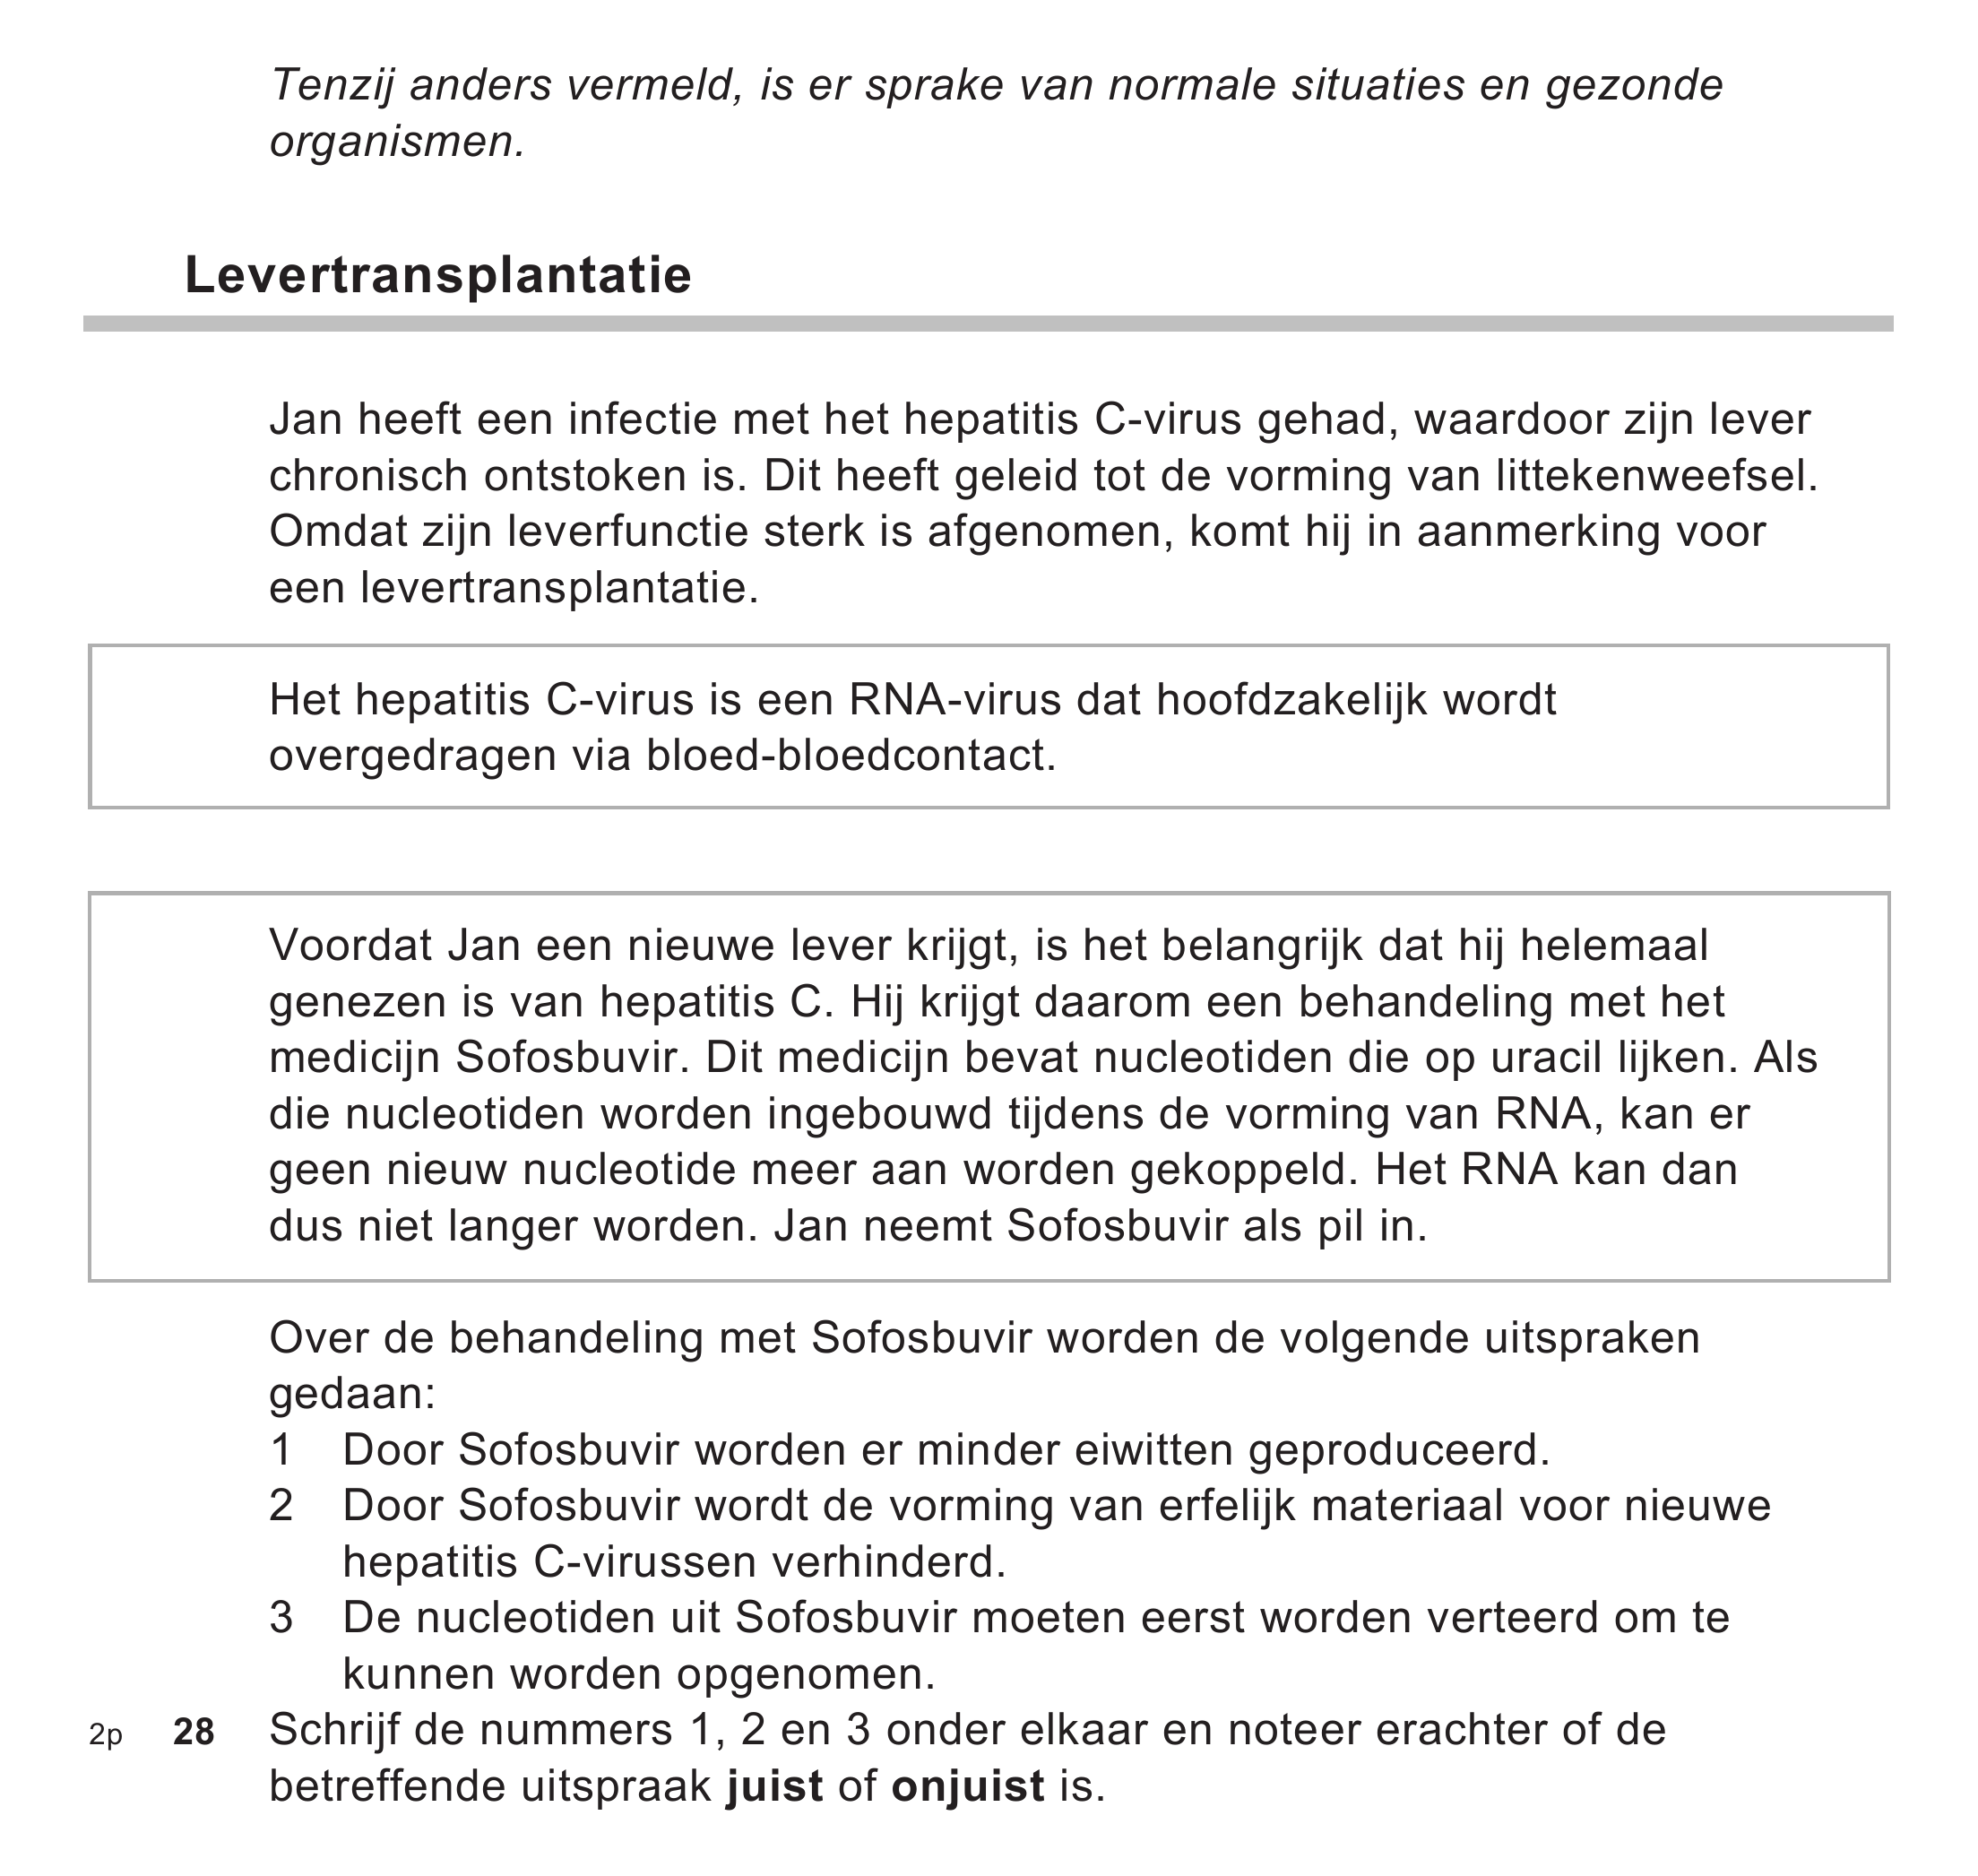 Tenzij anders vermeld, is er sprake van normale situaties en gezonde
organismen.
Levertransplantatie
Jan heeft een infectie met het hepatitis C-virus gehad, waardoor zijn lever
chronisch ontstoken is. Dit heeft geleid tot de vorming van littekenweefsel.
Omdat zijn leverfunctie sterk is afgenomen, komt hij in aanmerking voor
een levertransplantatie.
Het hepatitis C-virus is een RNA-virus dat hoofdzakelijk wordt
overgedragen via bloed-bloedcontact.
Voordat Jan een nieuwe lever krijgt, is het belangrijk dat hij helemaal
genezen is van hepatitis C. Hij krijgt daarom een behandeling met het
medicijn Sofosbuvir. Dit medicijn bevat nucleotiden die op uracil lijken. Als
die nucleotiden worden ingebouwd tijdens de vorming van RNA, kan er
geen nieuw nucleotide meer aan worden gekoppeld. Het RNA kan dan
dus niet langer worden. Jan neemt Sofosbuvir als pil in.
Over de behandeling met Sofosbuvir worden de volgende uitspraken
gedaan:
1 Door Sofosbuvir worden er minder eiwitten geproduceerd.
2 Door Sofosbuvir wordt de vorming van erfelijk materiaal voor nieuwe
hepatitis C-virussen verhinderd.
3 De nucleotiden uit Sofosbuvir moeten eerst worden verteerd om te
kunnen worden opgenomen.
2p 28 Schrijf de nummers 1, 2 en 3 onder elkaar en noteer erachter of de
betreffende uitspraak juist of onjuist is.